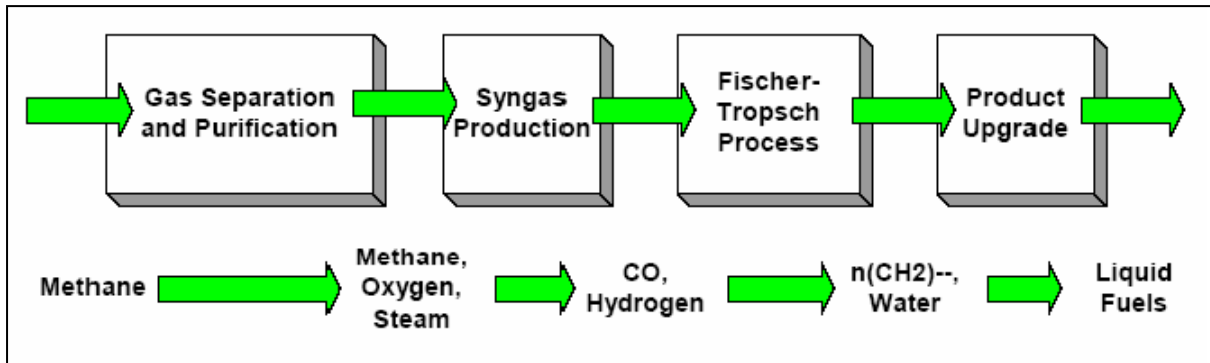 Gas Separation
and Purification
Syngas
Production
Fischer-
Tropsch
Process
Product
Upgrade
Methane
Methane,
Oxygen,
Steam
CO,
Hydrogen
n(CH2)--,
Water
Liquid
Fuels